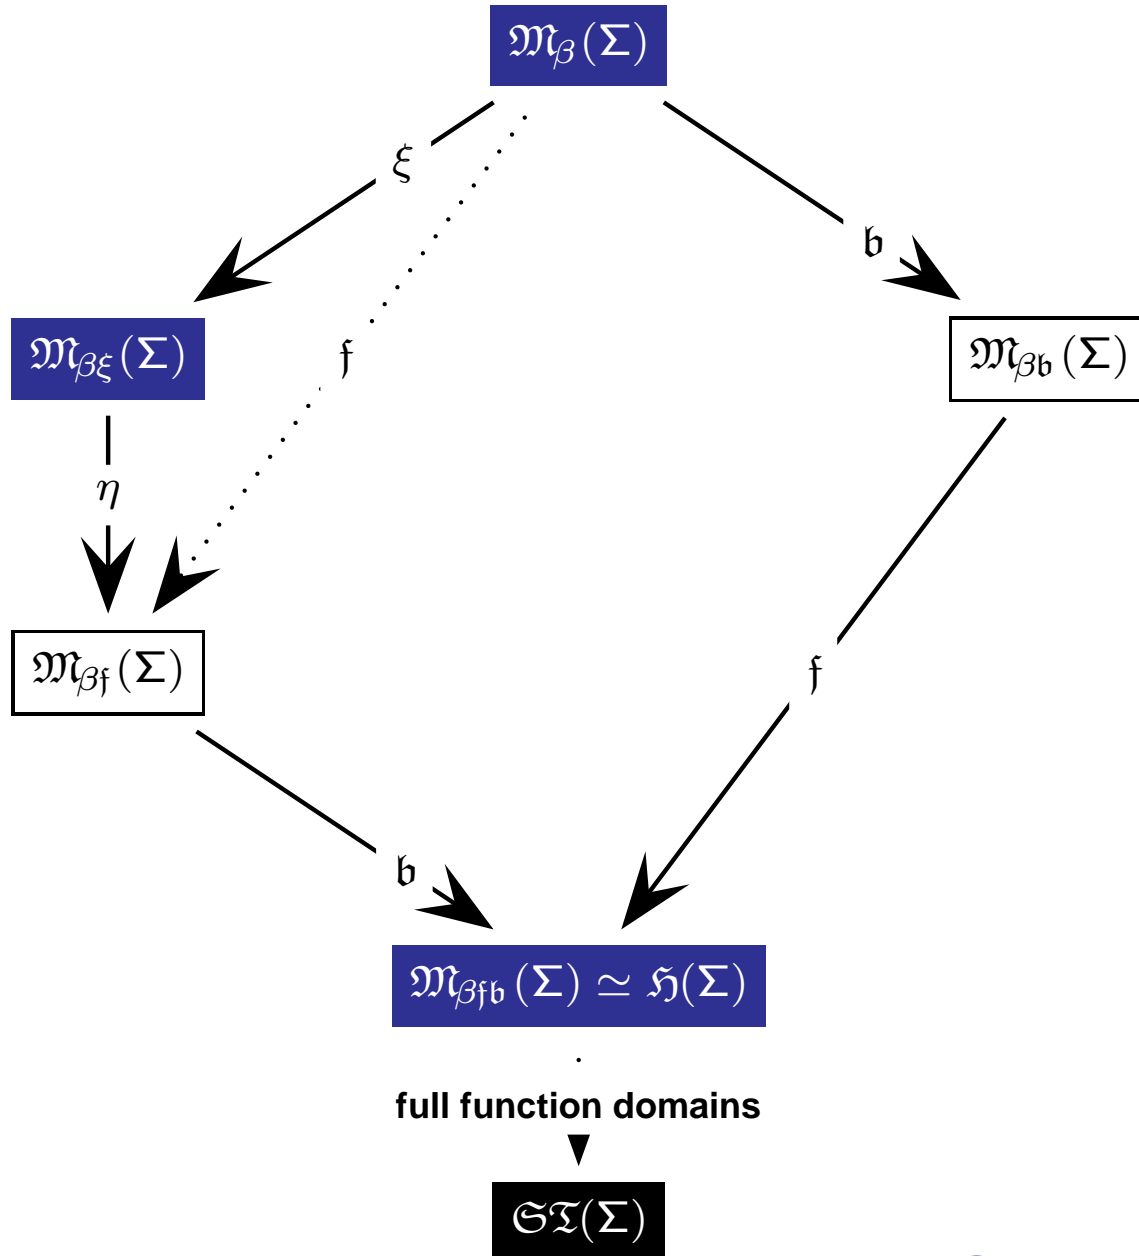 𝔐β(Σ)
ξ
𝔟
𝔐βξ(Σ)
𝔣
𝔐β𝔟(Σ)
η
𝔐β𝔣(Σ)
𝔣
𝔟
𝔐β𝔣𝔟(Σ) ≃ ℌ(Σ)
full function domains
𝔖𝔗(Σ)